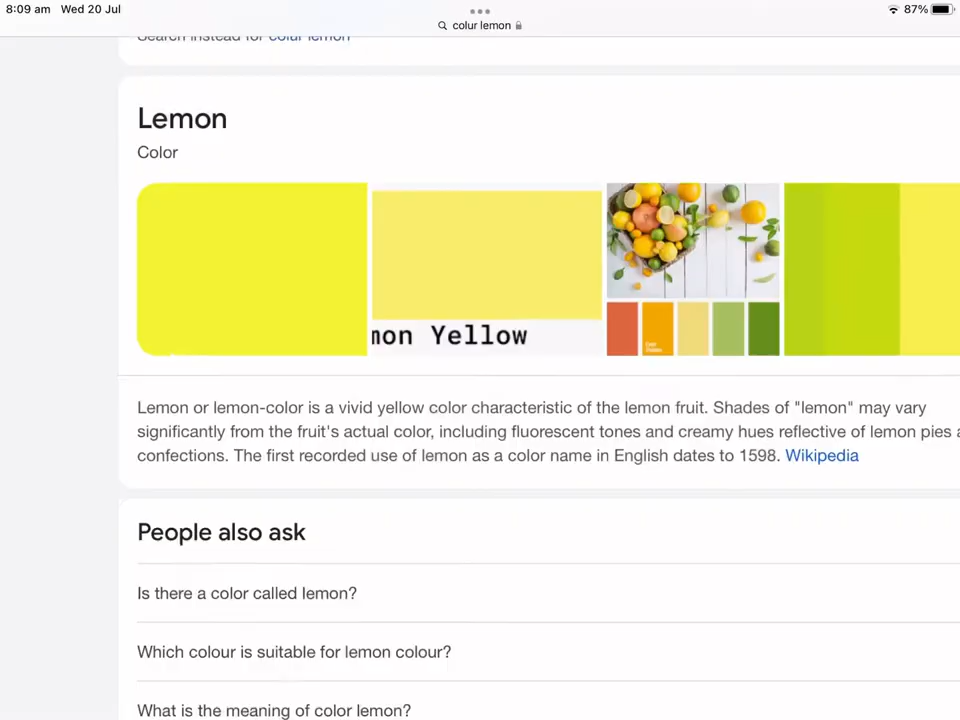 8:09 am Wed 20 Jul
87%
colur lemon
Search instead for colur lemon
Lemon
Color
mon Yellow
Lemon or lemon-color is a vivid yellow color characteristic of the lemon fruit. Shades of "lemon" may vary
significantly from the fruit's actual color, including fluorescent tones and creamy hues reflective of lemon pies
confections. The first recorded use of lemon as a color name in English dates to 1598. Wikipedia
People also ask
Is there a color called lemon?
Which colour is suitable for lemon colour?
What is the meaning of color lemon?